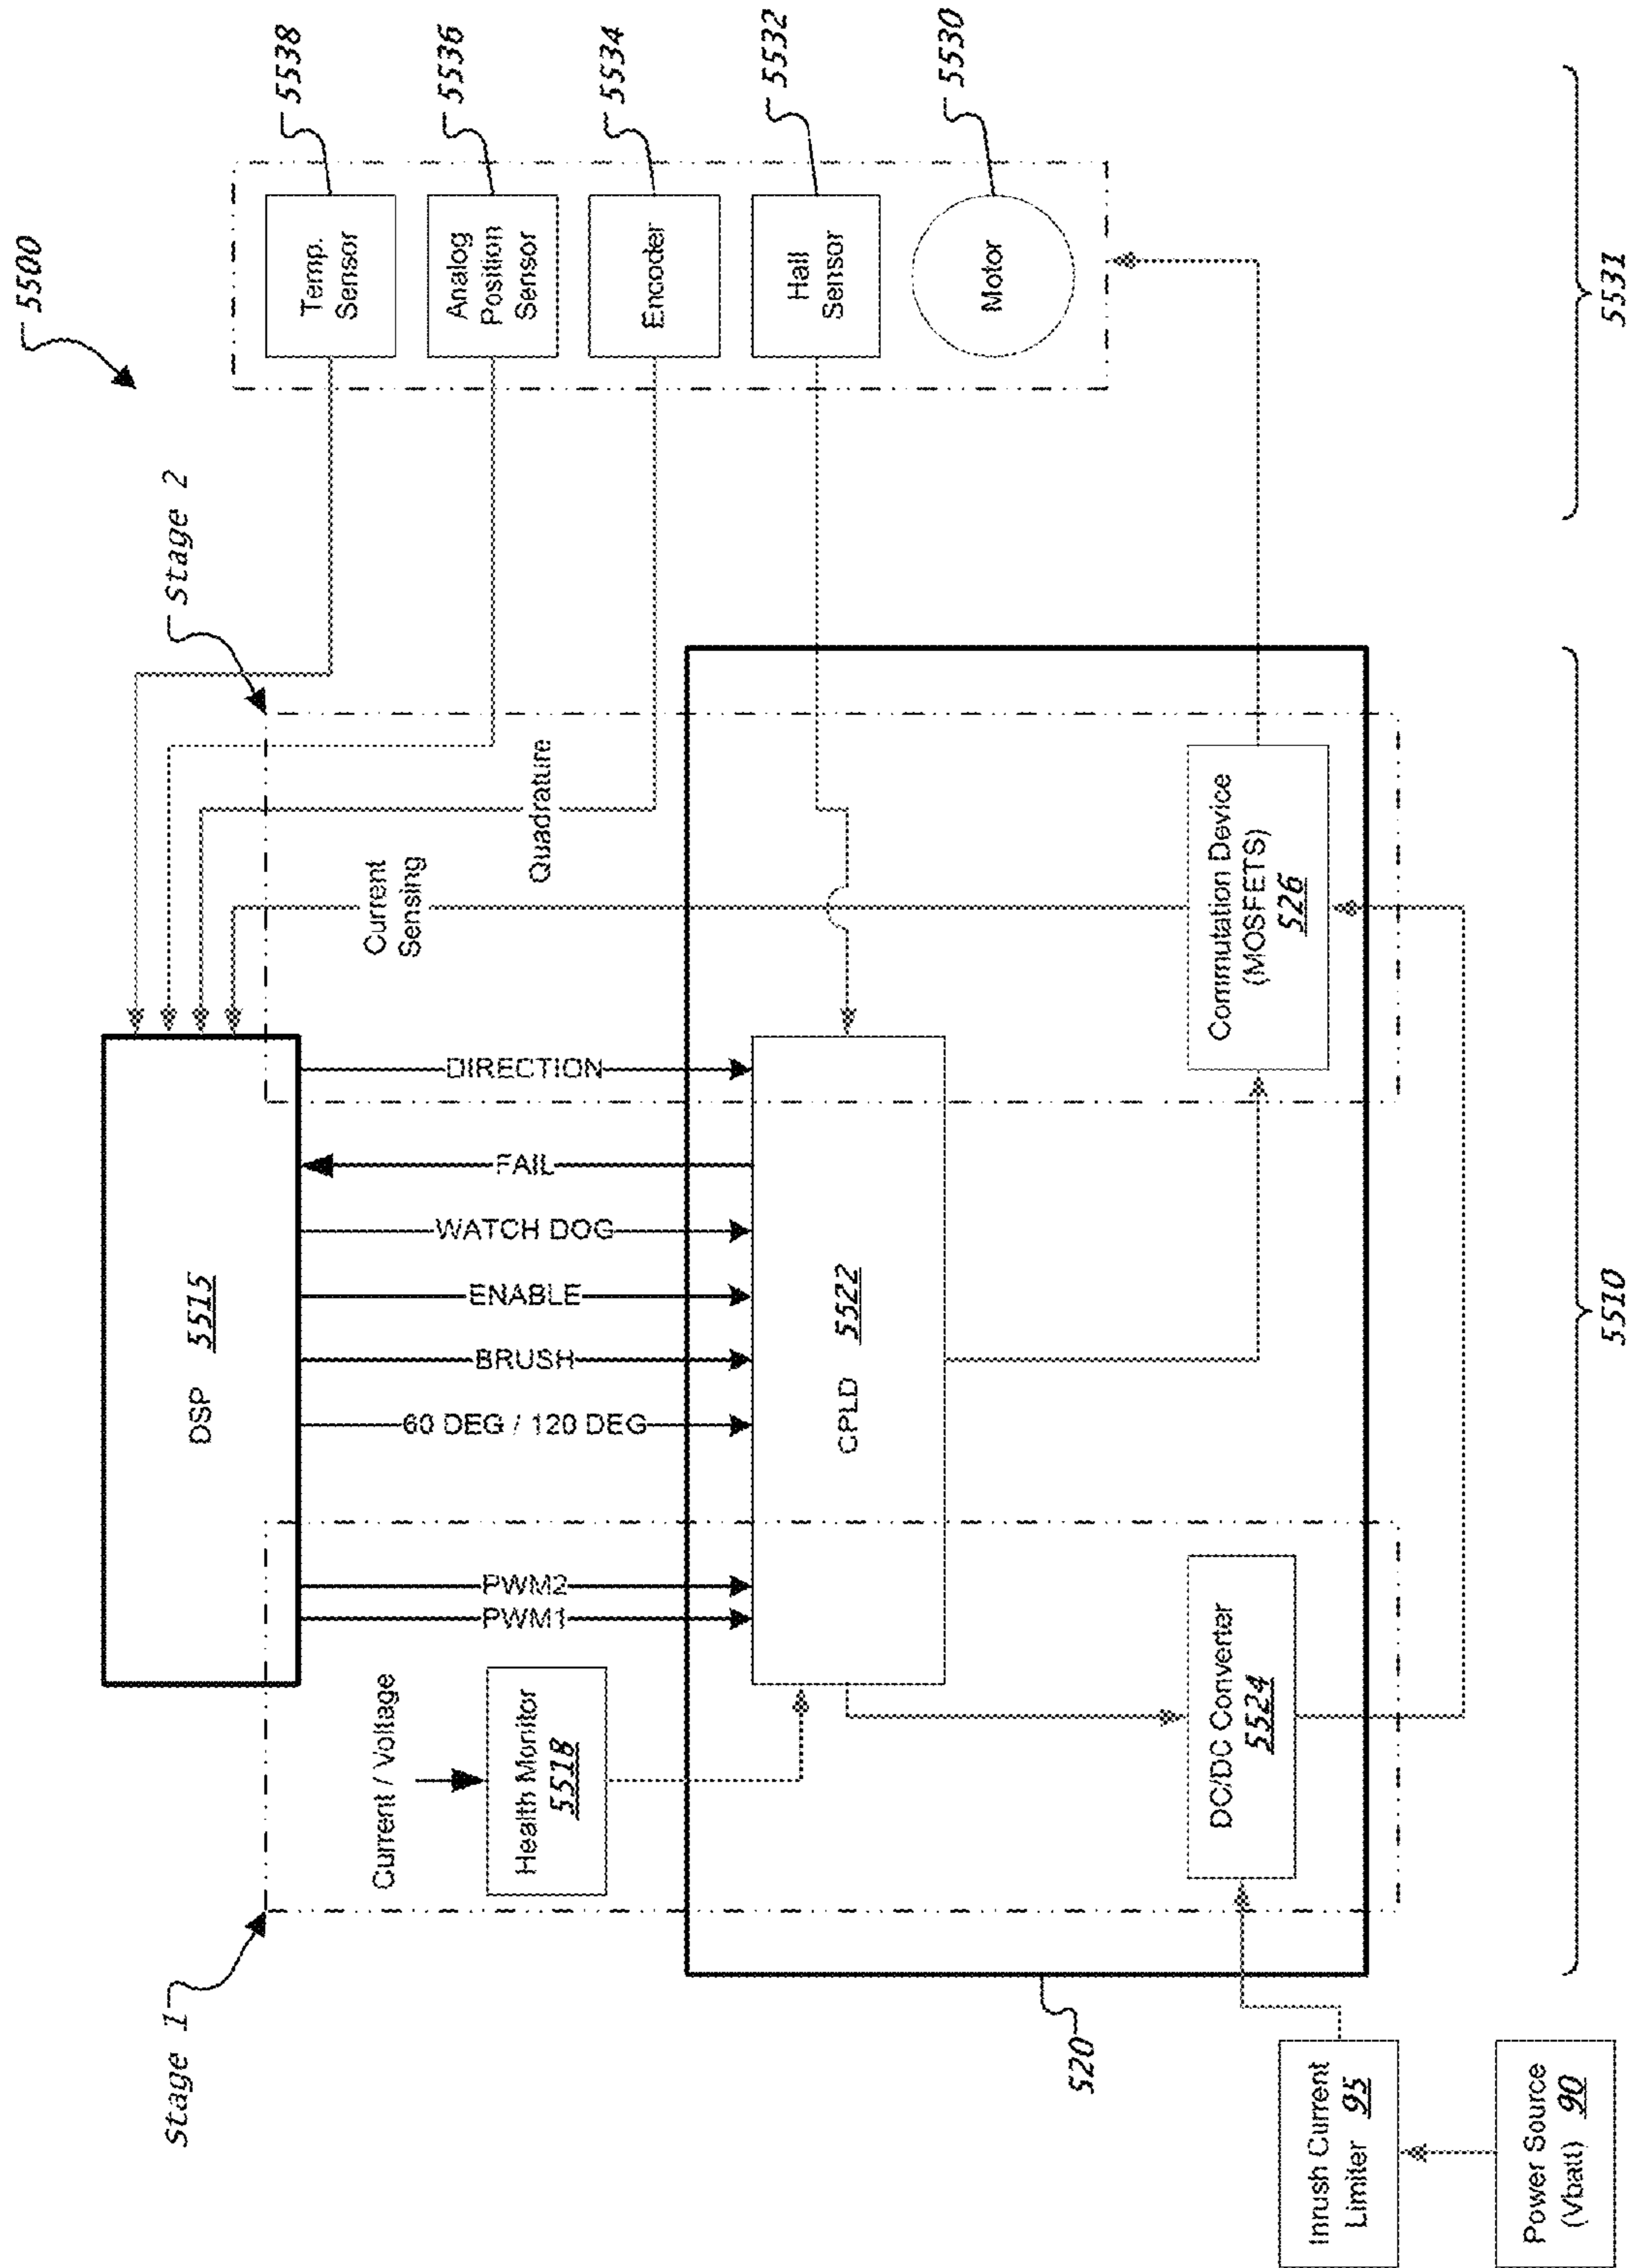 5500
Stage 1
Stage 2
DSP 5515
Current / Voltage
Health Monitor
5518
PWM1
PWM2
60 DEG / 120 DEG
BRUSH
ENABLE
WATCH DOG
FAIL
DIRECTION
Current
Sensing
Quadrature
Temp.
Sensor
5538
Analog
Position
Sensor
5536
Encoder
5534
Hall
Sensor
5532
Motor
5530
CPLD 5522
DC/DC Converter
5524
Commutation Device
(MOSFETS)
526
520
Inrush Current
Limiter 95
Power Source
(Vbatt) 90
5510
5531